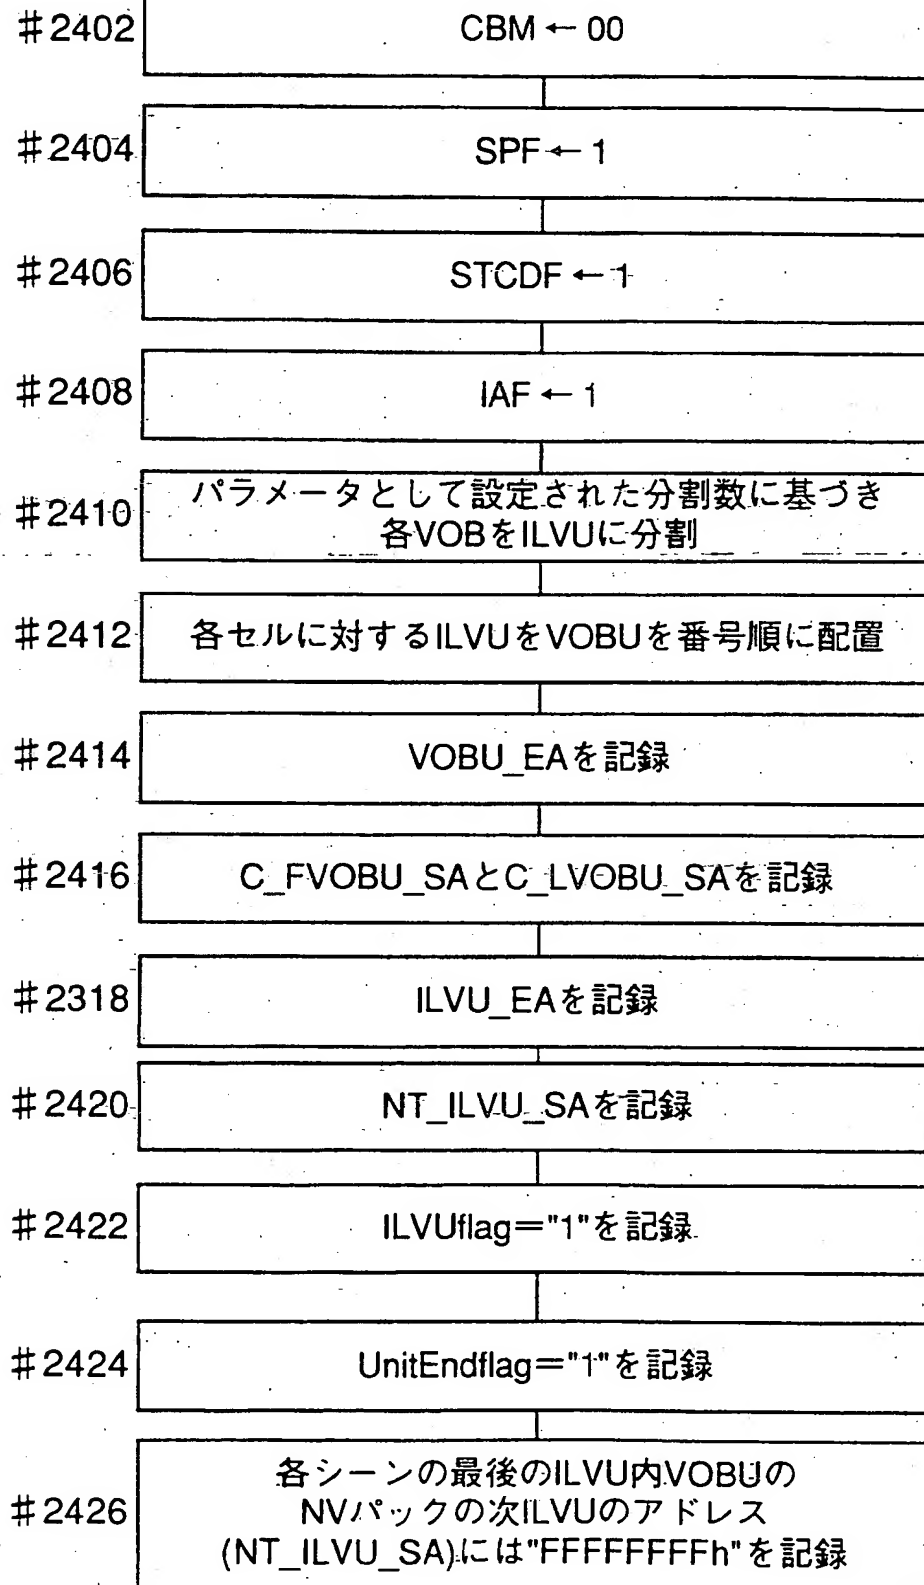 #2402 CBM ← 00
#2404 SPF ← 1
#2406 STCDF ← 1
#2408 IAF ← 1
#2410 パラメータとして設定された分割数に基づき
各VOBをILVUに分割
#2412 各セルに対するILVUをVOBUを番号順に配置
#2414 VOBU_EAを記録
#2416 C_FVOBU_SAとC_LVOBU_SAを記録
#2318 ILVU_EAを記録
#2420 NT_ILVU_SAを記録
#2422 ILVUflag="1"を記録
#2424 UnitEndflag="1"を記録
#2426 各シーンの最後のILVU内VOBUの
NVパックの次ILVUのアドレス
(NT_ILVU_SA)には"FFFFFFFFh"を記録